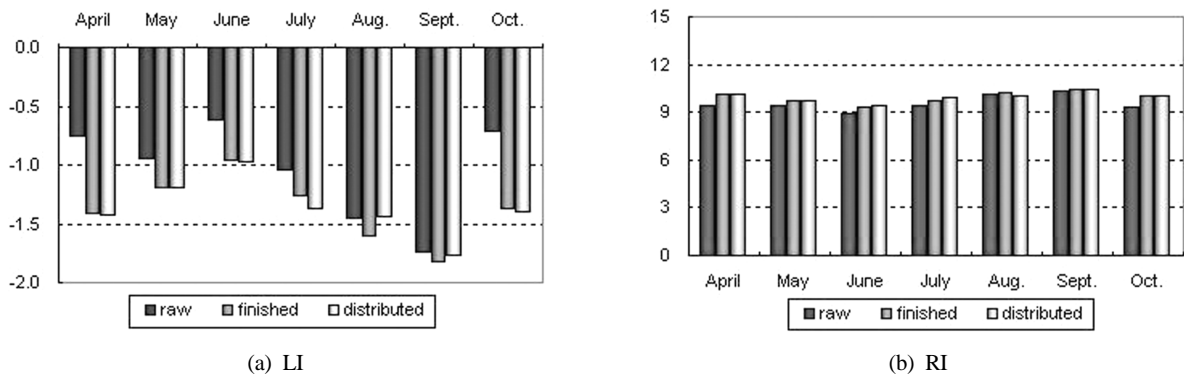 April May June July Aug. Sept. Oct.
0.0
-0.5
-1.0
-1.5
-2.0
raw finished distributed
(a) LI
15
12
9
6
3
0
April May June July Aug. Sept. Oct.
raw finished distributed
(b) RI